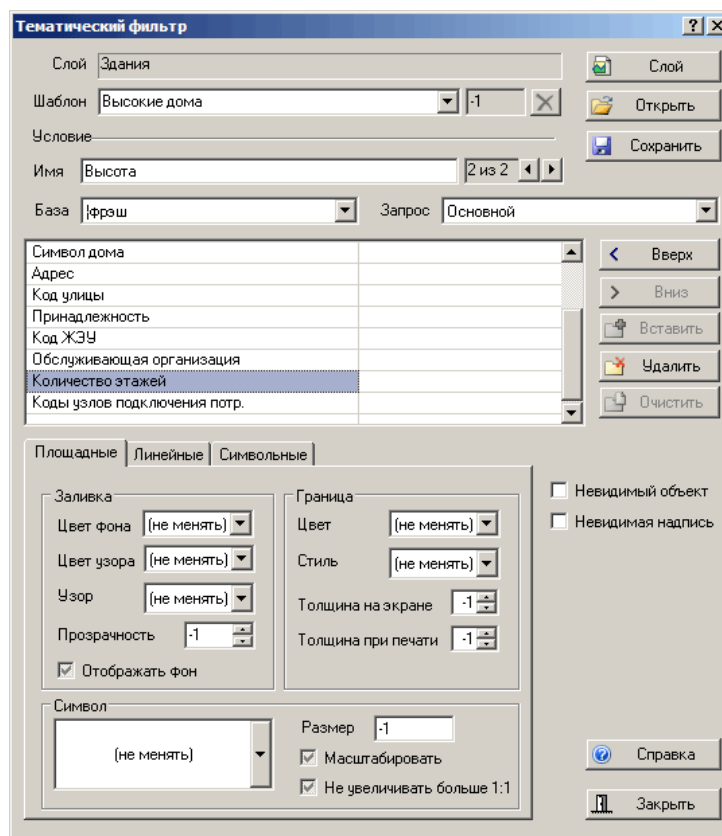 Тематический фильтр
Слой Здания Слой
Шаблон Высокие дома -1 Открыть
Условие Сохранить
Имя Высота 2 из 2
База ¦фрэш Запрос Основной
Символ дома Вверх
Адрес
Код улицы Вниз
Принадлежность Вставить
Код ЖЭУ
Обслуживающая организация Удалить
Количество этажей
Коды узлов подключения потр. Очистить
Площадные Линейные Символьные
Заливка Граница Невидимый объект
Цвет фона (не менять) Цвет (не менять) Невидимая надпись
Цвет узора (не менять) Стиль (не менять)
Узор (не менять) Толщина на экране -1
Прозрачность -1 Толщина при печати -1
Отображать фон
Символ
(не менять) Размер -1
Масштабировать Справка
Не увеличивать больше 1:1
Закрыть